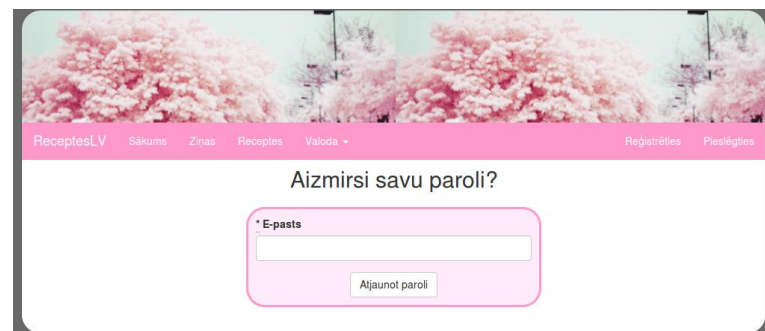 ReceptesLV Sākums Ziņas Receptes Valoda Reģistrēties Pieslēgties
Aizmirsi savu paroli?
* E-pasts
Atjaunot paroli